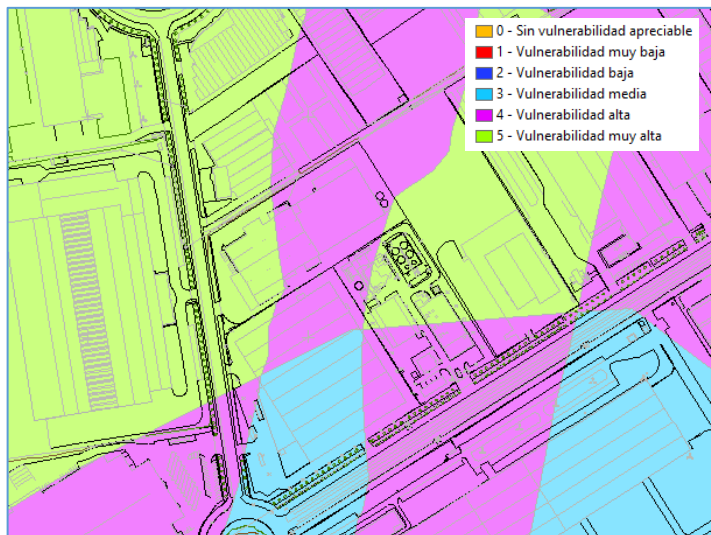 0 - Sin vulnerabilidad apreciable
1 - Vulnerabilidad muy baja
2 - Vulnerabilidad baja
3 - Vulnerabilidad media
4 - Vulnerabilidad alta
5 - Vulnerabilidad muy alta